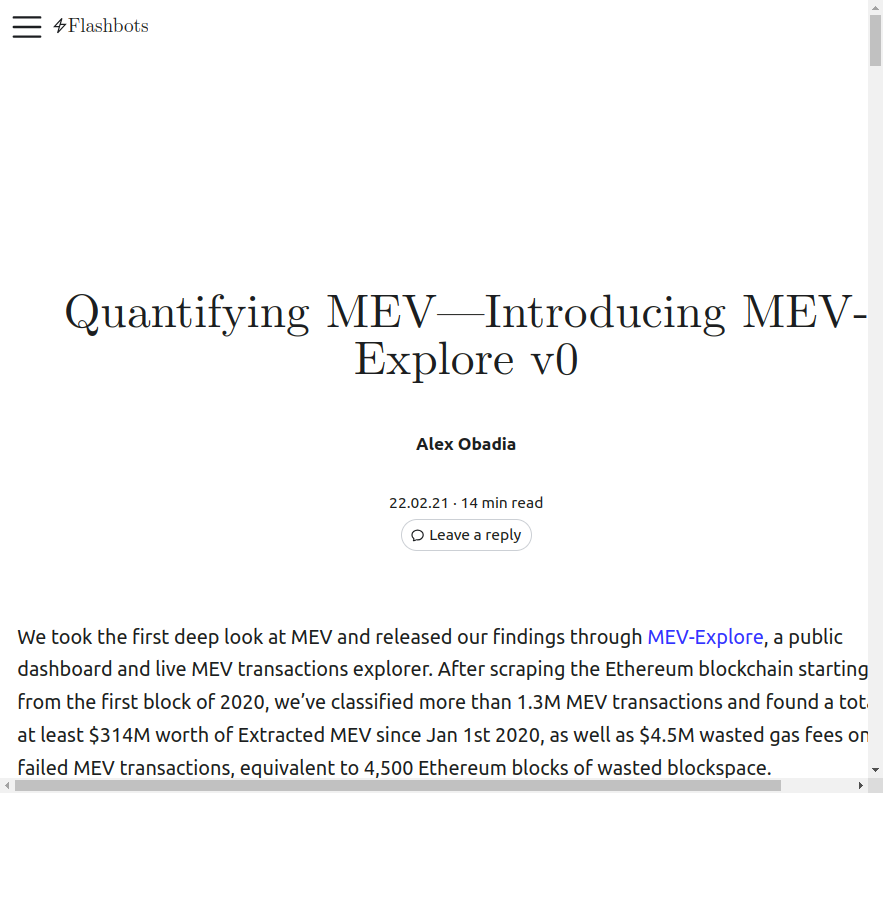 Flashbots
Quantifying MEV—Introducing MEV-
Explore v0
Alex Obadia
22.02.21 · 14 min read
Leave a reply
We took the first deep look at MEV and released our findings through MEV-Explore, a public
dashboard and live MEV transactions explorer. After scraping the Ethereum blockchain starting
from the first block of 2020, we’ve classified more than 1.3M MEV transactions and found a
at least $314M worth of Extracted MEV since Jan 1st 2020, as well as $4.5M wasted gas fees on
failed MEV transactions, equivalent to 4,500 Ethereum blocks of wasted blockspace.